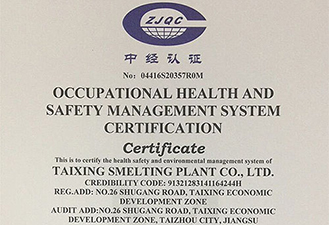 ZJQC
中经认证
No: 04416S20357R0M
OCCUPATIONAL HEALTH AND
SAFETY MANAGEMENT SYSTEM
CERTIFICATION
Certificate
This is to certify the health safety and environmental management system of
TAIXING SMELTING PLANT CO., LTD.
CREDIBILITY CODE: 91321283141164244H
REG.ADD: NO.26 SHUGANG ROAD, TAIXING ECONOMIC
DEVELOPMENT ZONE
AUDIT ADD:NO.26 SHUGANG ROAD, TAIXING ECONOMIC
DEVELOPMENT ZONE, TAIZHOU CITY, JIANGSU